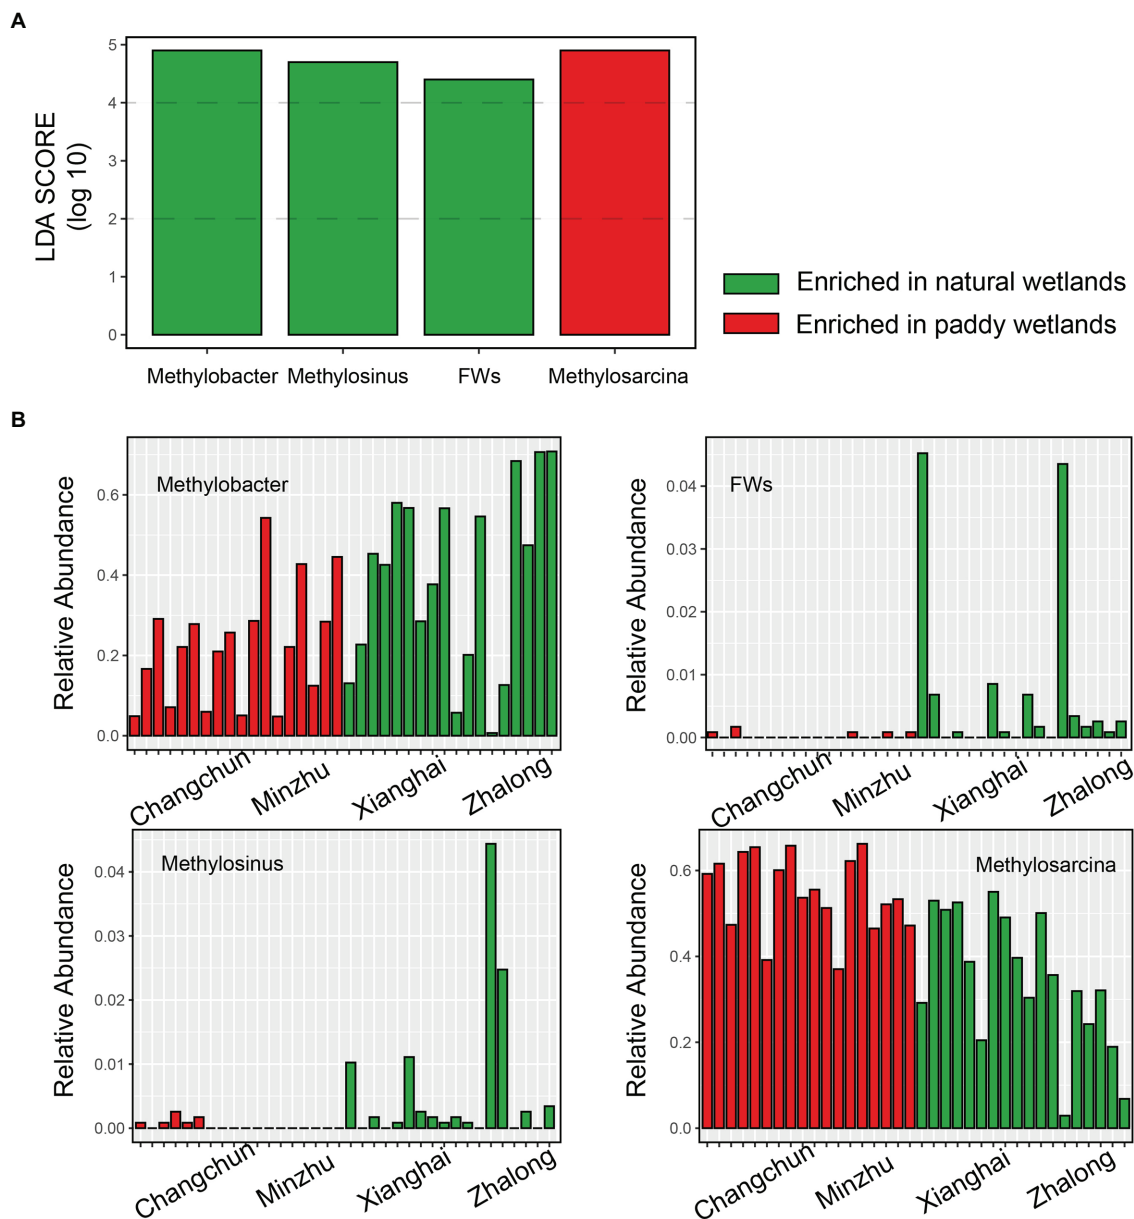 A
LDA SCORE
(log 10)
5
4
3
2
1
0
Methylobacter Methylosinus FWs Methylosarcina
Enriched in natural wetlands
Enriched in paddy wetlands
B
Relative Abundance
0.6
0.4
0.2
0.0
Methylobacter
Changchun Minzhu Xianghai Zhalong
Relative Abundance
0.04
0.03
0.02
0.01
0.00
FWs
Changchun Minzhu Xianghai Zhalong
Relative Abundance
0.04
0.03
0.02
0.01
0.00
Methylosinus
Changchun Minzhu Xianghai Zhalong
Relative Abundance
0.6
0.4
0.2
0.0
Methylosarcina
Changchun Minzhu Xianghai Zhalong